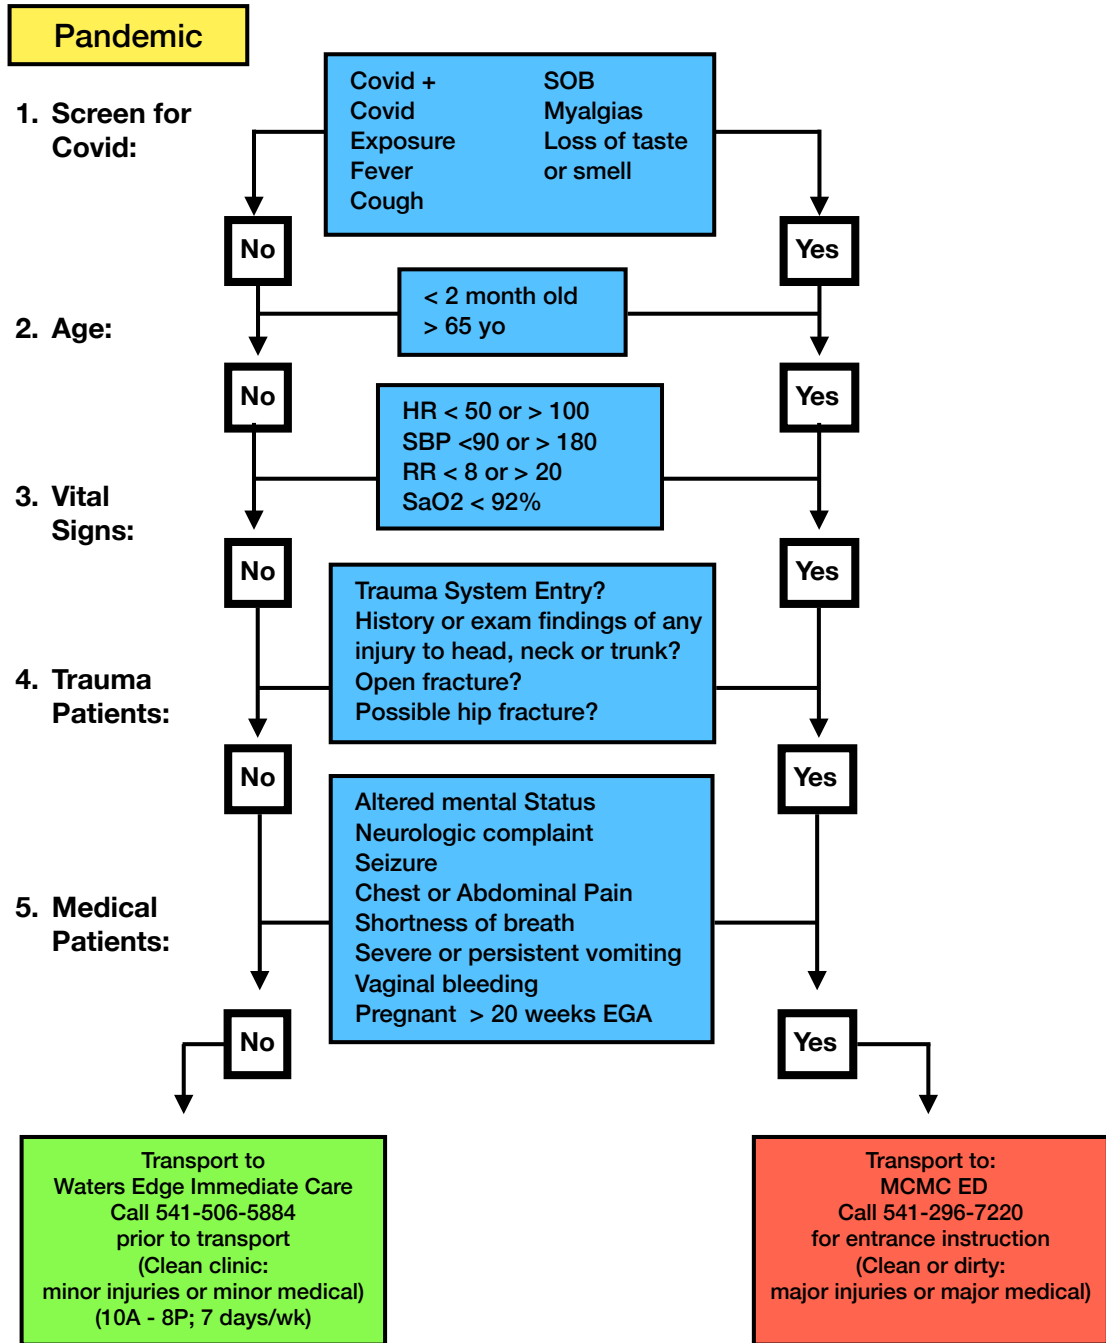 Pandemic
1. Screen for
Covid:
Covid +
Covid
Exposure
Fever
Cough
SOB
Myalgias
Loss of taste
or smell
No
Yes
2. Age:
< 2 month old
> 65 yo
No
Yes
3. Vital
Signs:
HR < 50 or > 100
SBP <90 or > 180
RR < 8 or > 20
SaO2 < 92%
No
Yes
4. Trauma
Patients:
Trauma System Entry?
History or exam findings of any
injury to head, neck or trunk?
Open fracture?
Possible hip fracture?
No
Yes
5. Medical
Patients:
Altered mental Status
Neurologic complaint
Seizure
Chest or Abdominal Pain
Shortness of breath
Severe or persistent vomiting
Vaginal bleeding
Pregnant > 20 weeks EGA
No
Yes
Transport to
Waters Edge Immediate Care
Call 541-506-5884
prior to transport
(Clean clinic:
minor injuries or minor medical)
(10A - 8P; 7 days/wk)
Transport to:
MCMC ED
Call 541-296-7220
for entrance instruction
(Clean or dirty:
major injuries or major medical)